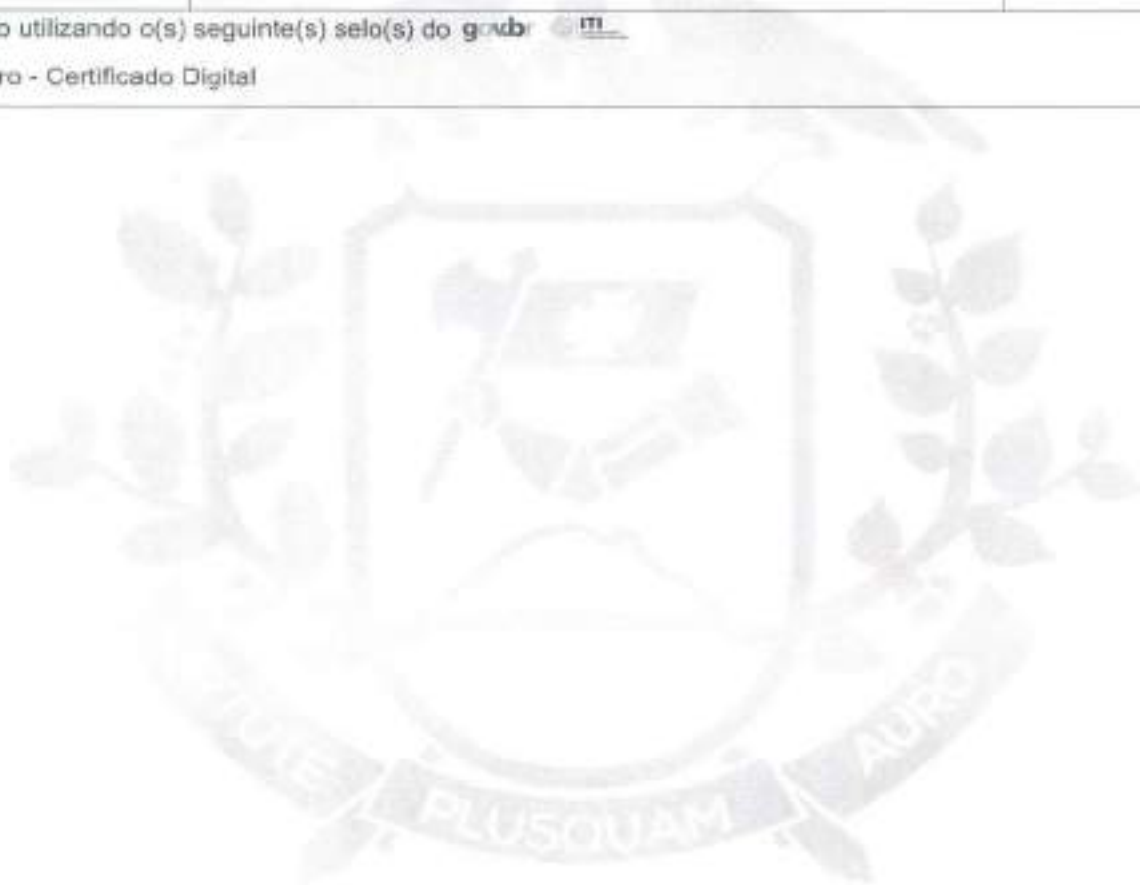 o utilizando o(s) seguinte(s) selo(s) do gov.br ITI
ro - Certificado Digital
PLUSQUAM
AURO